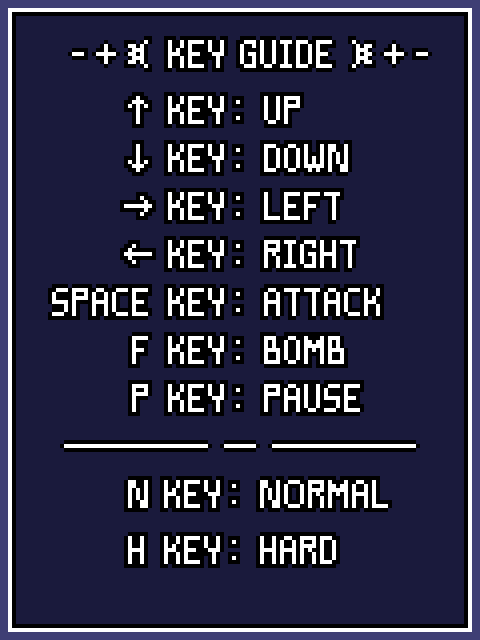 KEY GUIDE
↑ KEY: UP
↓ KEY: DOWN
→ KEY: LEFT
← KEY: RIGHT
SPACE KEY: ATTACK
F KEY: BOMB
P KEY: PAUSE
N KEY: NORMAL
H KEY: HARD